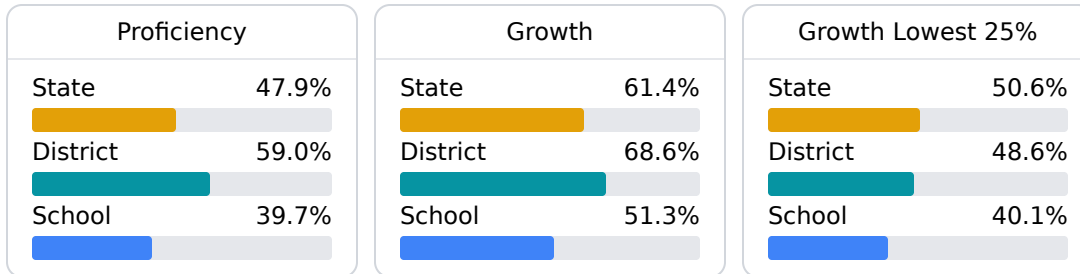 Proficiency
State 47.9%
District 59.0%
School 39.7%
Growth
State 61.4%
District 68.6%
School 51.3%
Growth Lowest 25%
State 50.6%
District 48.6%
School 40.1%